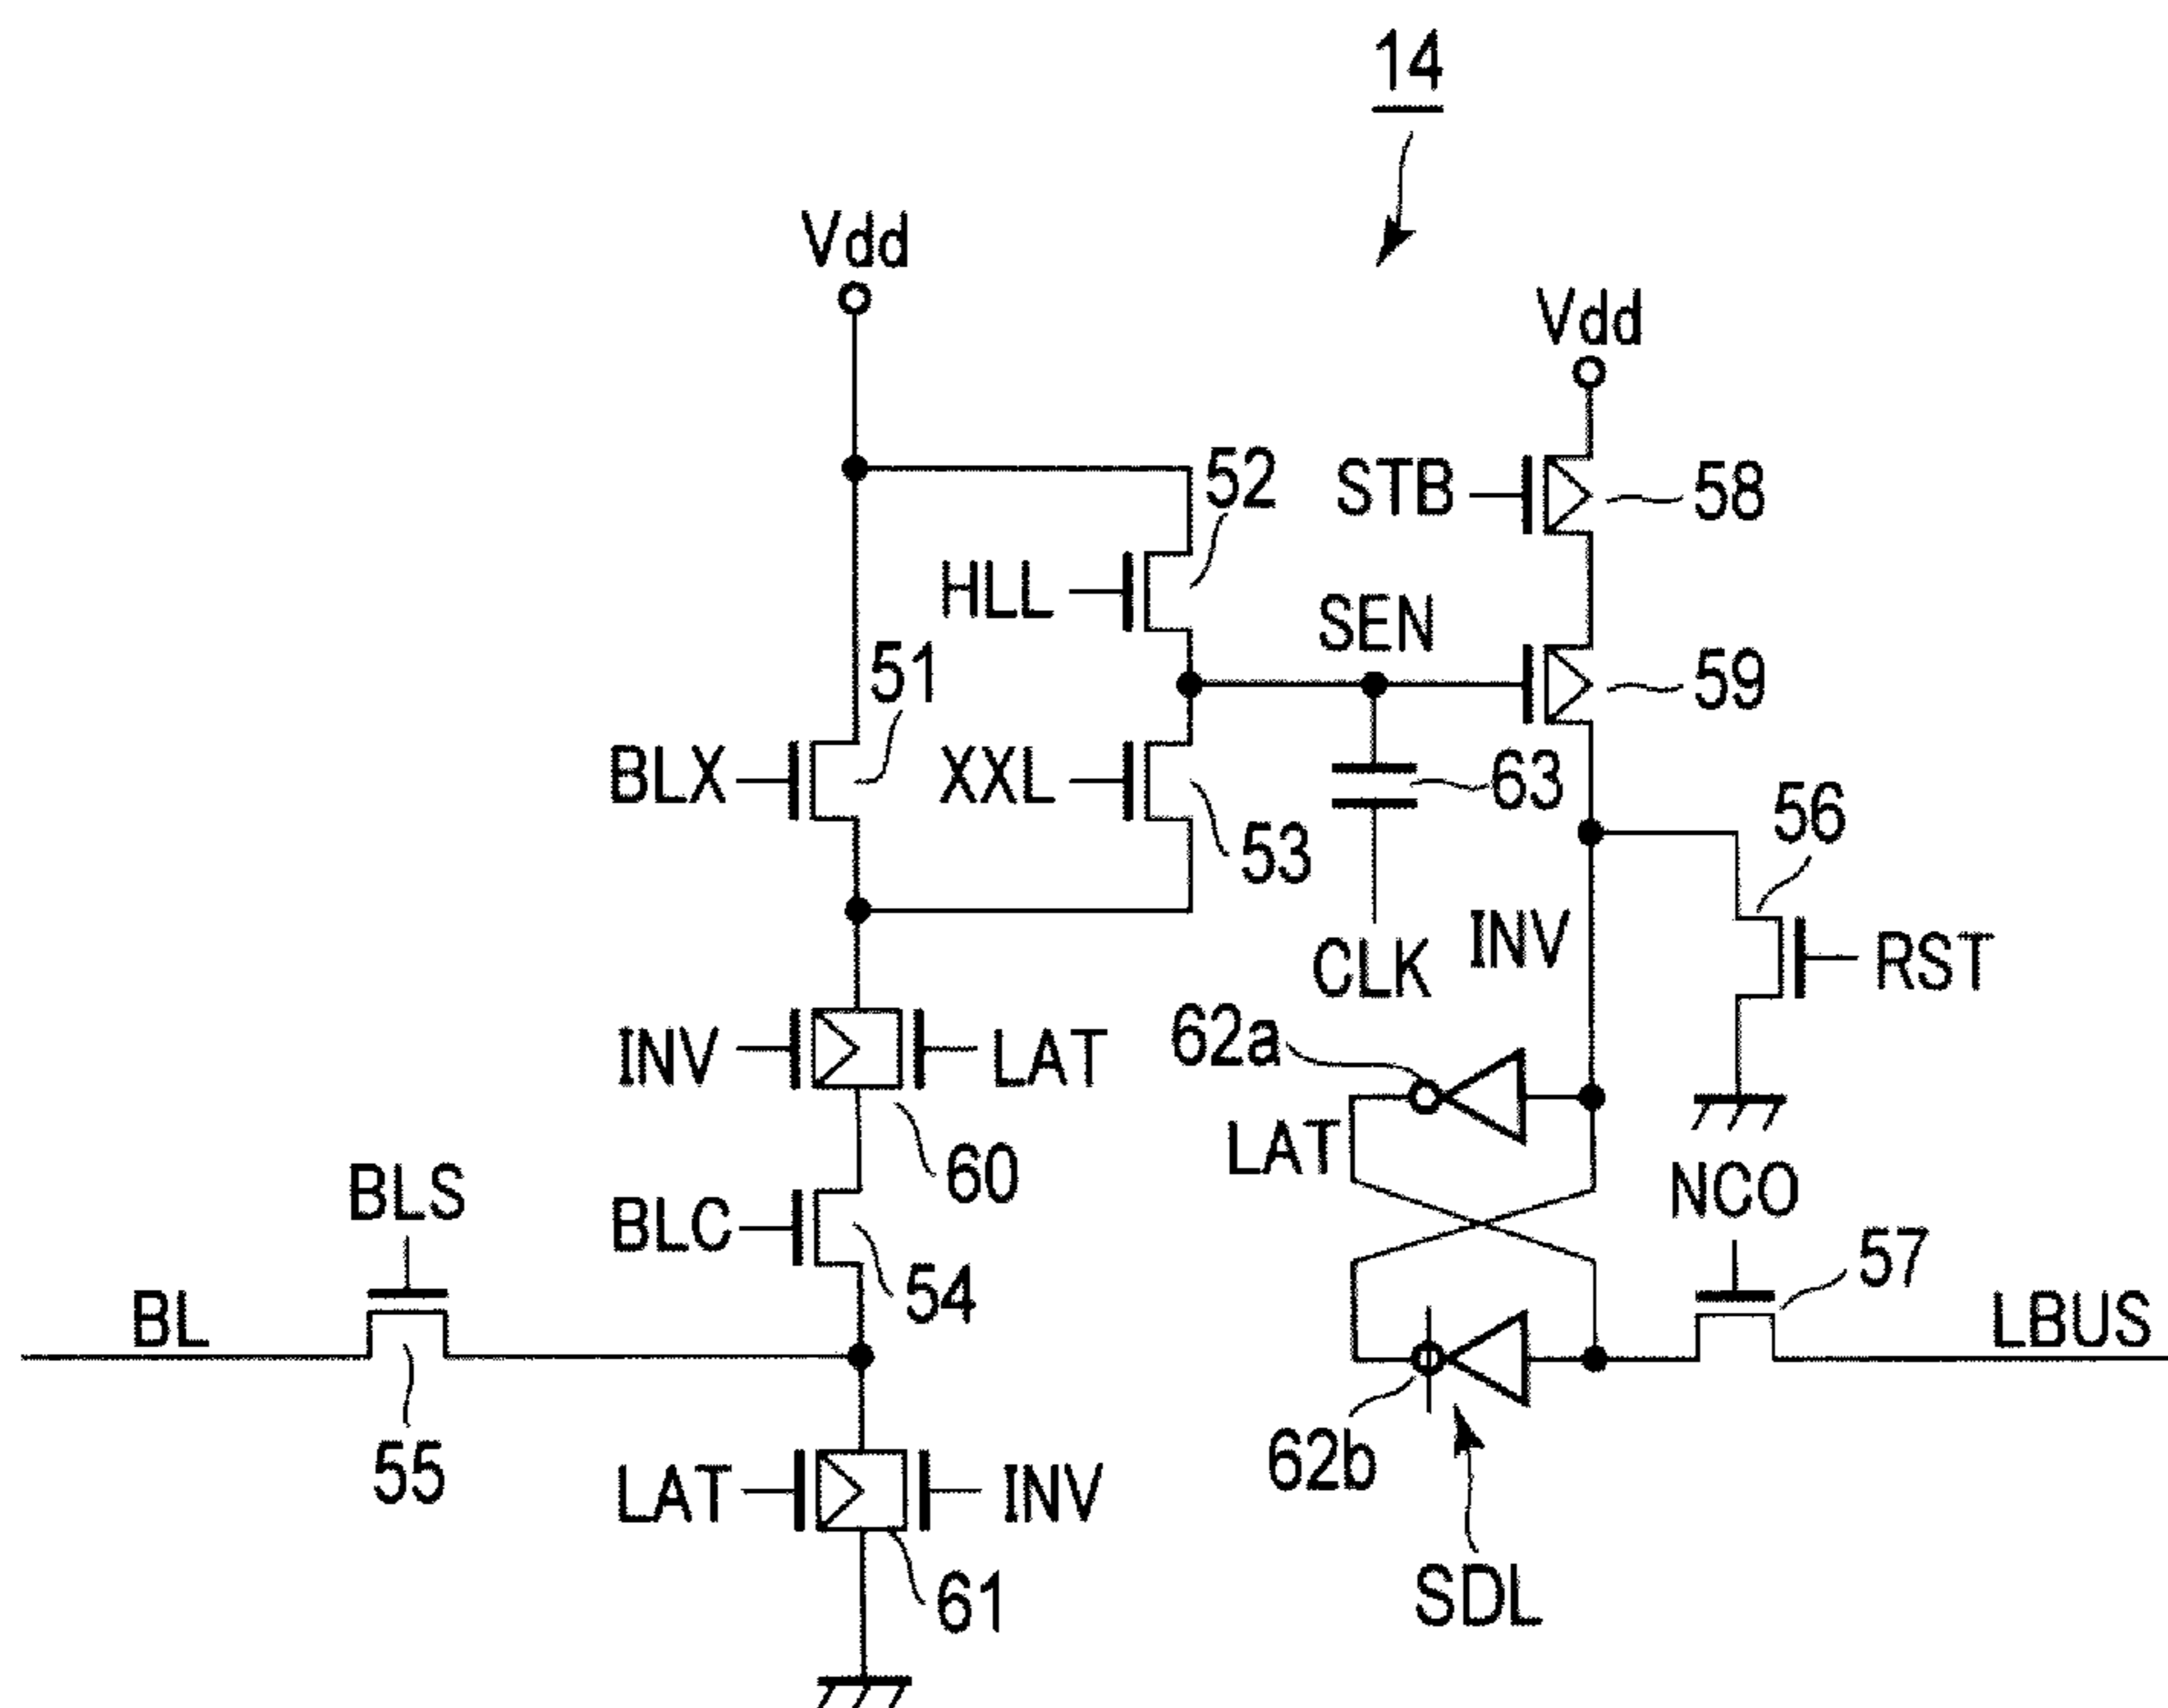 14
Vdd
Vdd
52
STB
58
HLL
SEN
51
59
BLX
XXL
63
56
53
CLK
INV
RST
62a
INV
LAT
LAT
60
NCO
BLS
BLC
57
54
BL
LBUS
55
62b
LAT
INV
61
SDL